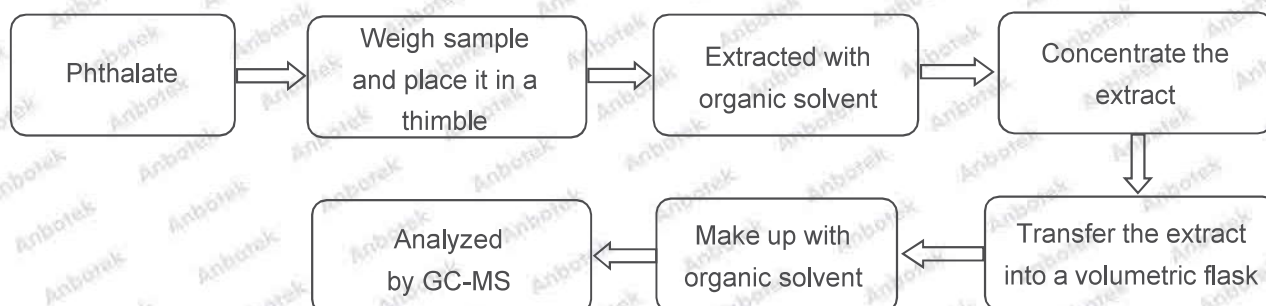 Phthalate
Weigh sample
and place it in a
thimble
Extracted with
organic solvent
Concentrate the
extract
Transfer the extract
into a volumetric flask
Make up with
organic solvent
Analyzed
by GC-MS
Anbotek